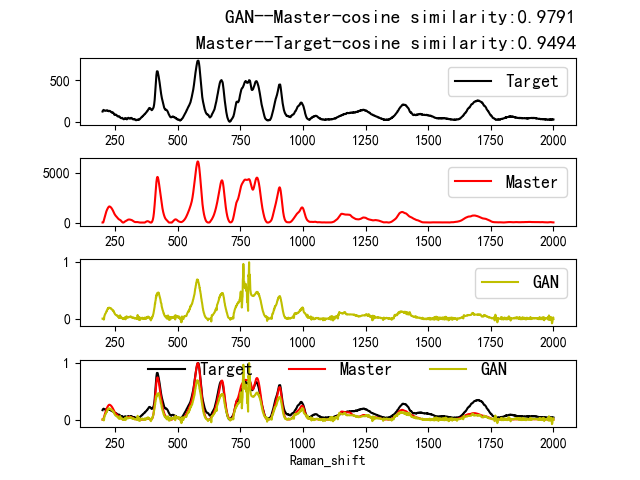 GAN--Master-cosine similarity:0.9791
Master--Target-cosine similarity:0.9494
500
0
Target
250 500 750 1000 1250 1500 1750 2000
5000
0
Master
250 500 750 1000 1250 1500 1750 2000
1
0
GAN
250 500 750 1000 1250 1500 1750 2000
1
0
Target Master GAN
250 500 750 1000 1250 1500 1750 2000
Raman_shift